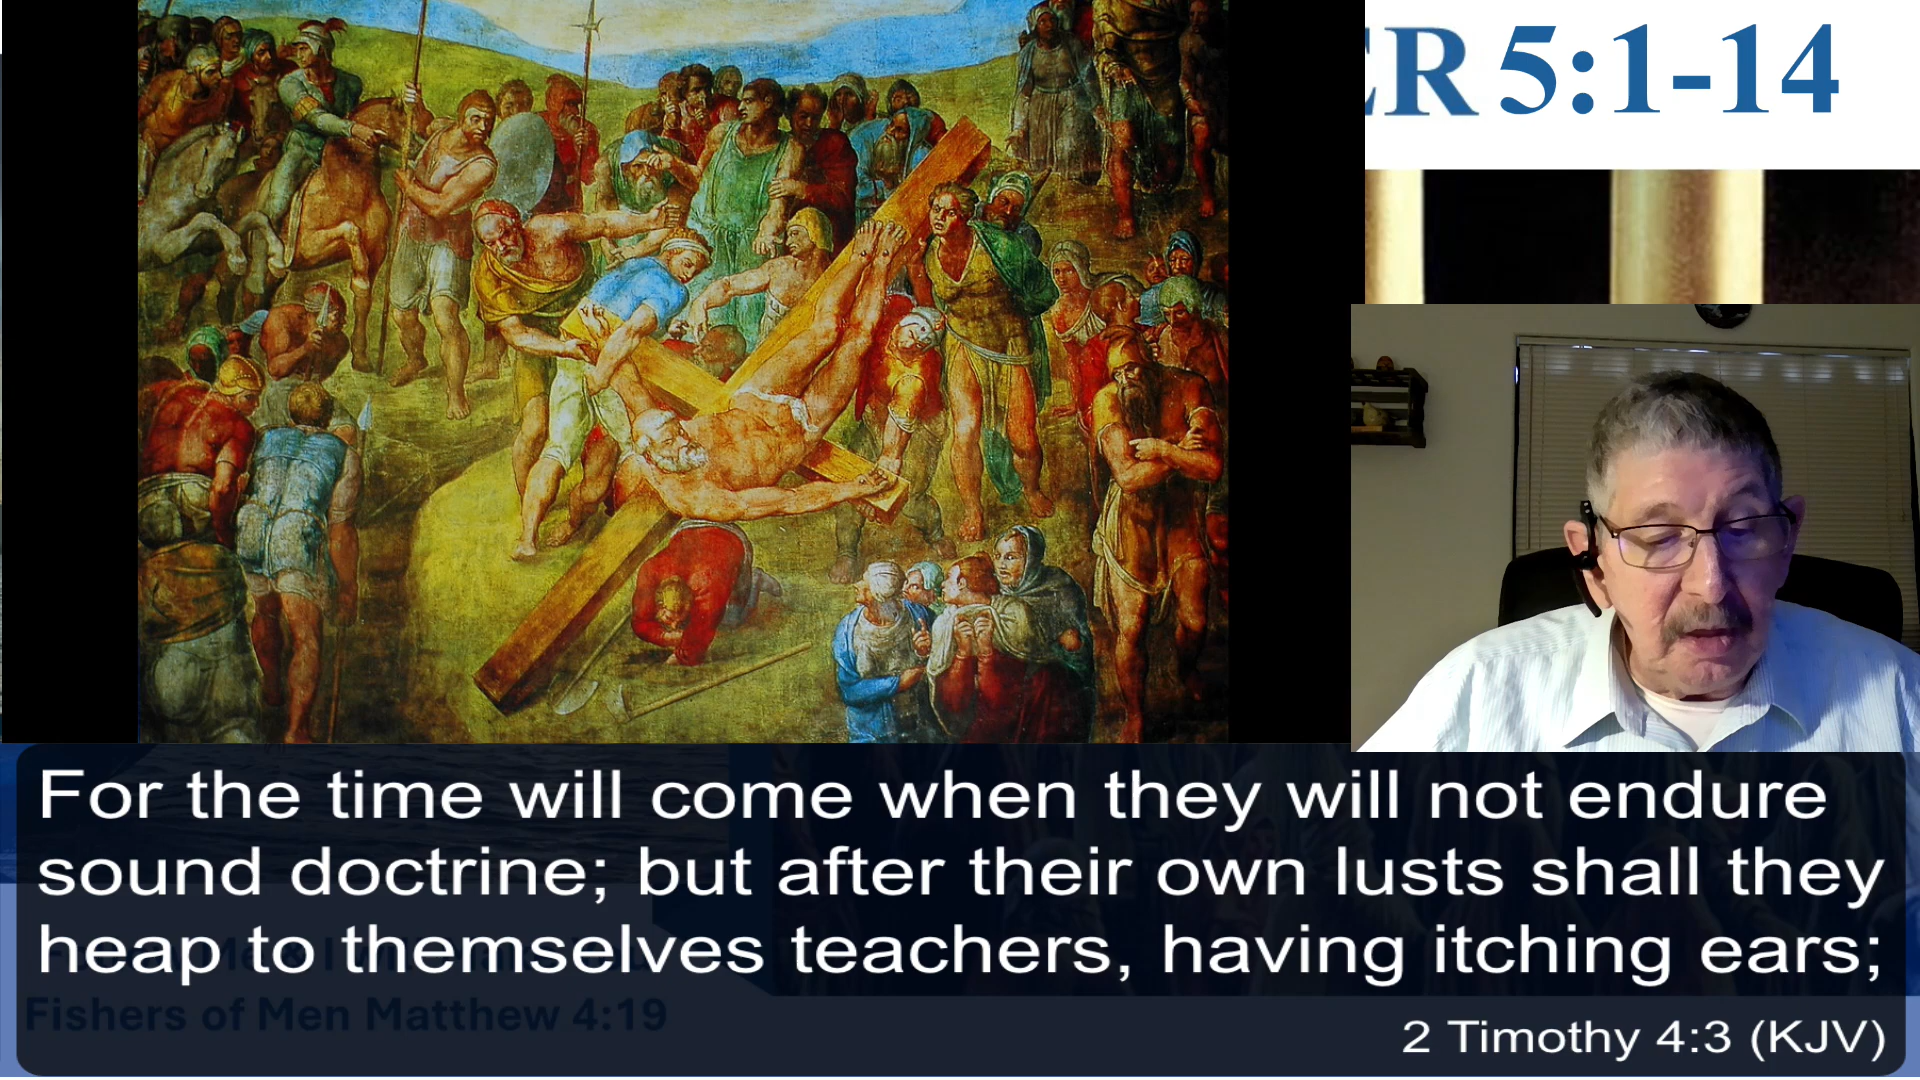 ER 5:1-14
For the time will come when they will not endure
sound doctrine; but after their own lusts shall they
heap to themselves teachers, having itching ears;
Fishers of Men Matthew 4:19
2 Timothy 4:3 (KJV)